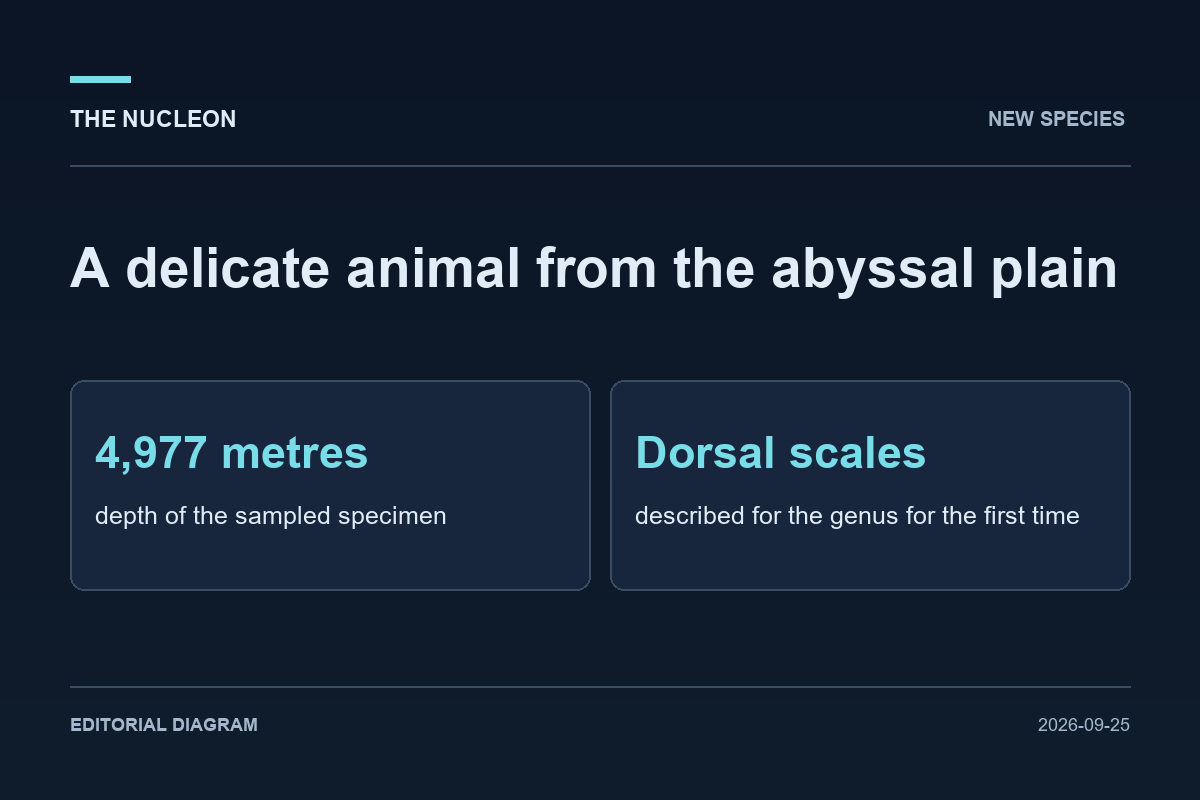 THE NUCLEON
NEW SPECIES
A delicate animal from the abyssal plain
4,977 metres
depth of the sampled specimen
Dorsal scales
described for the genus for the first time
EDITORIAL DIAGRAM
2026-09-25